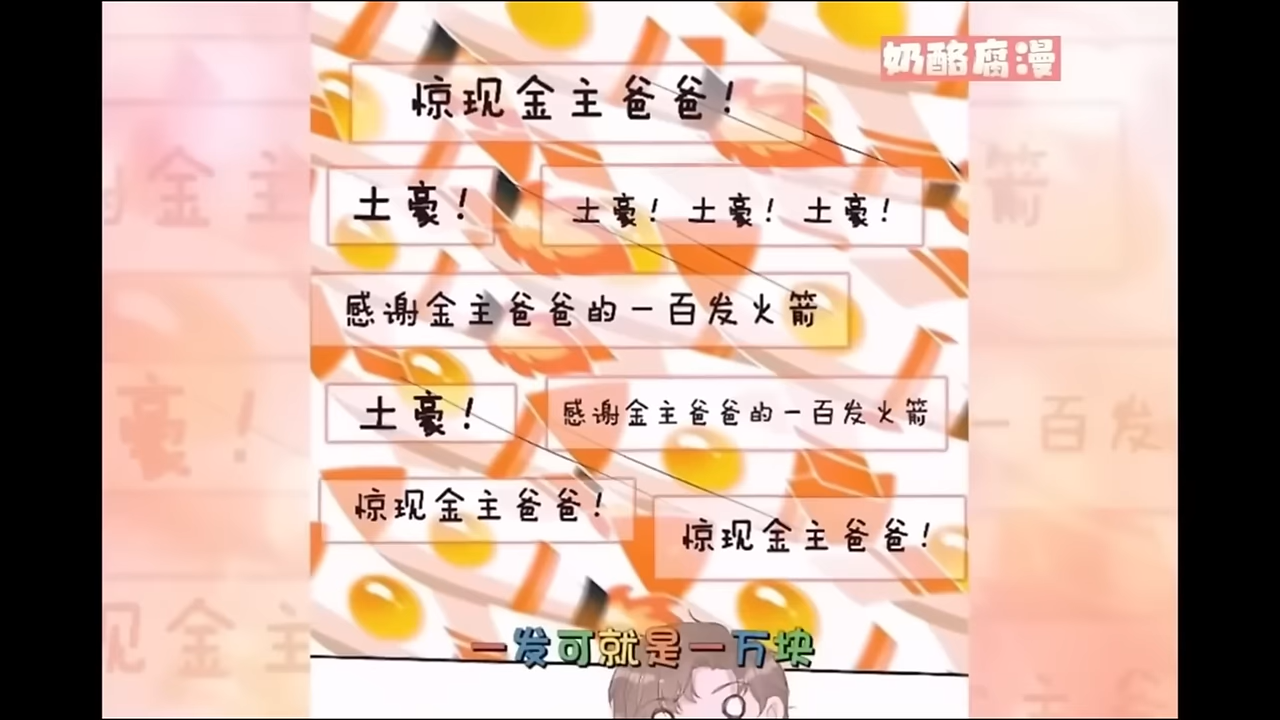 奶酪腐漫
惊现金主爸爸！
土豪！
土豪！土豪！土豪！
感谢金主爸爸的一百发火箭
土豪！
感谢金主爸爸的一百发火箭
惊现金主爸爸！
惊现金主爸爸！
一发可就是一万块